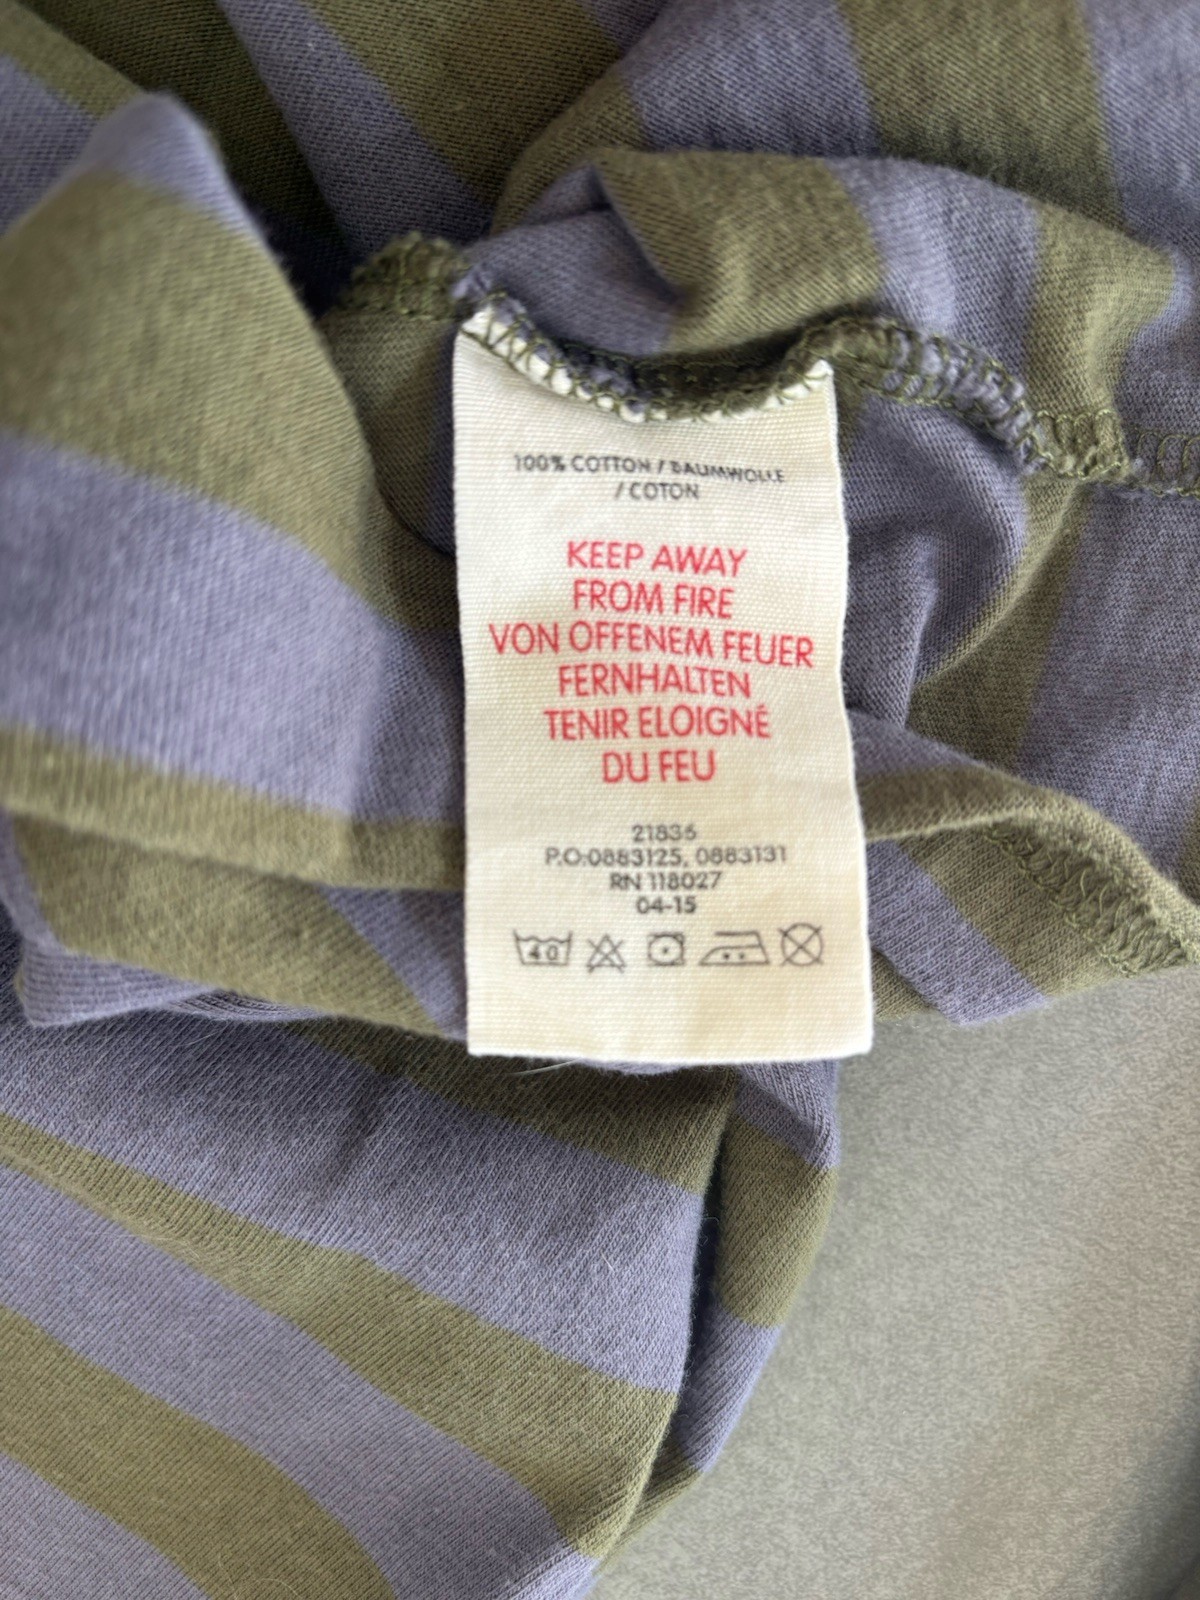 100% COTTON / BAUMWOLLE
/ COTON
KEEP AWAY
FROM FIRE
VON OFFENEM FEUER
FERNHALTEN
TENIR ELOIGNÉ
DU FEU
21836
P.O:0883125, 0883131
RN 118027
04-15
40